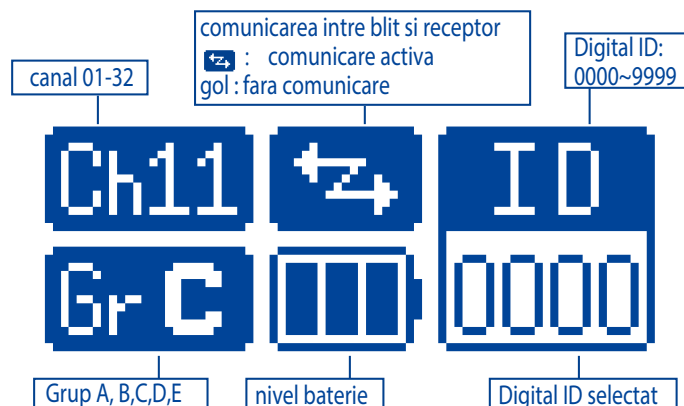 comunicarea intre blit si receptor
: comunicare activa
gol : fara comunicare
Digital ID:
0000~9999
canal 01-32
Ch11
ID
Gr C
0000
Grup A, B,C,D,E
nivel baterie
Digital ID selectat